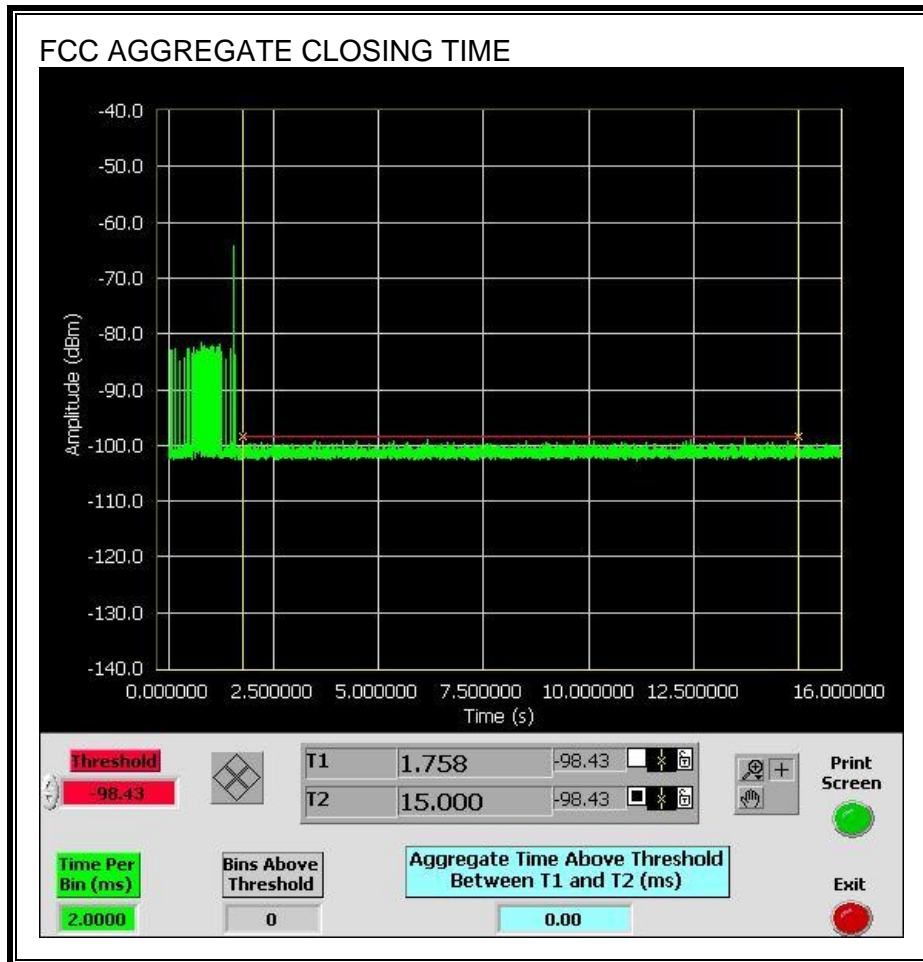 FCC AGGREGATE CLOSING TIME
-40.0
-50.0
-60.0
-70.0
-80.0
-90.0
-100.0
-110.0
-120.0
-130.0
-140.0
Amplitude (dBm)
0.000000 2.500000 5.000000 7.500000 10.000000 12.500000 16.000000
Time (s)
Threshold
-98.43
T1 1.758 -98.43
T2 15.000 -98.43
Print Screen
Time Per Bin (ms)
2.0000
Bins Above Threshold
0
Aggregate Time Above Threshold
Between T1 and T2 (ms)
0.00
Exit